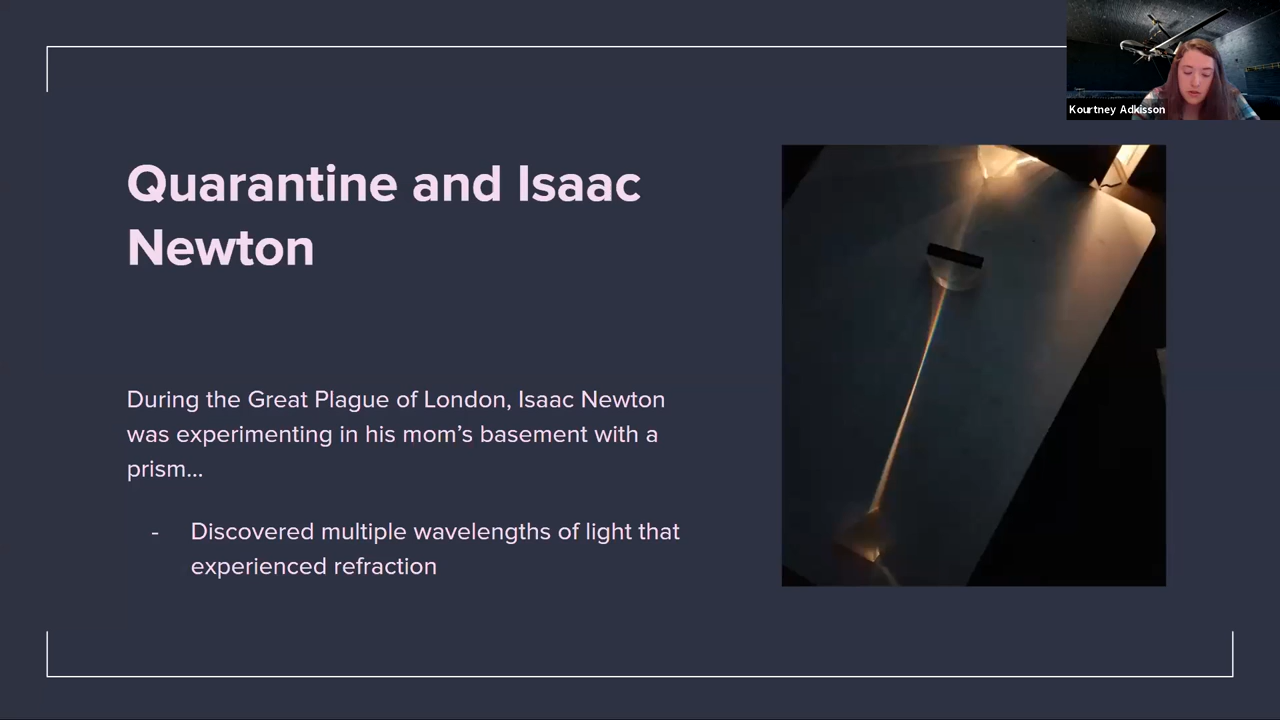 Kourtney Adkisson
Quarantine and Isaac
Newton
During the Great Plague of London, Isaac Newton
was experimenting in his mom’s basement with a
prism...
- Discovered multiple wavelengths of light that
experienced refraction